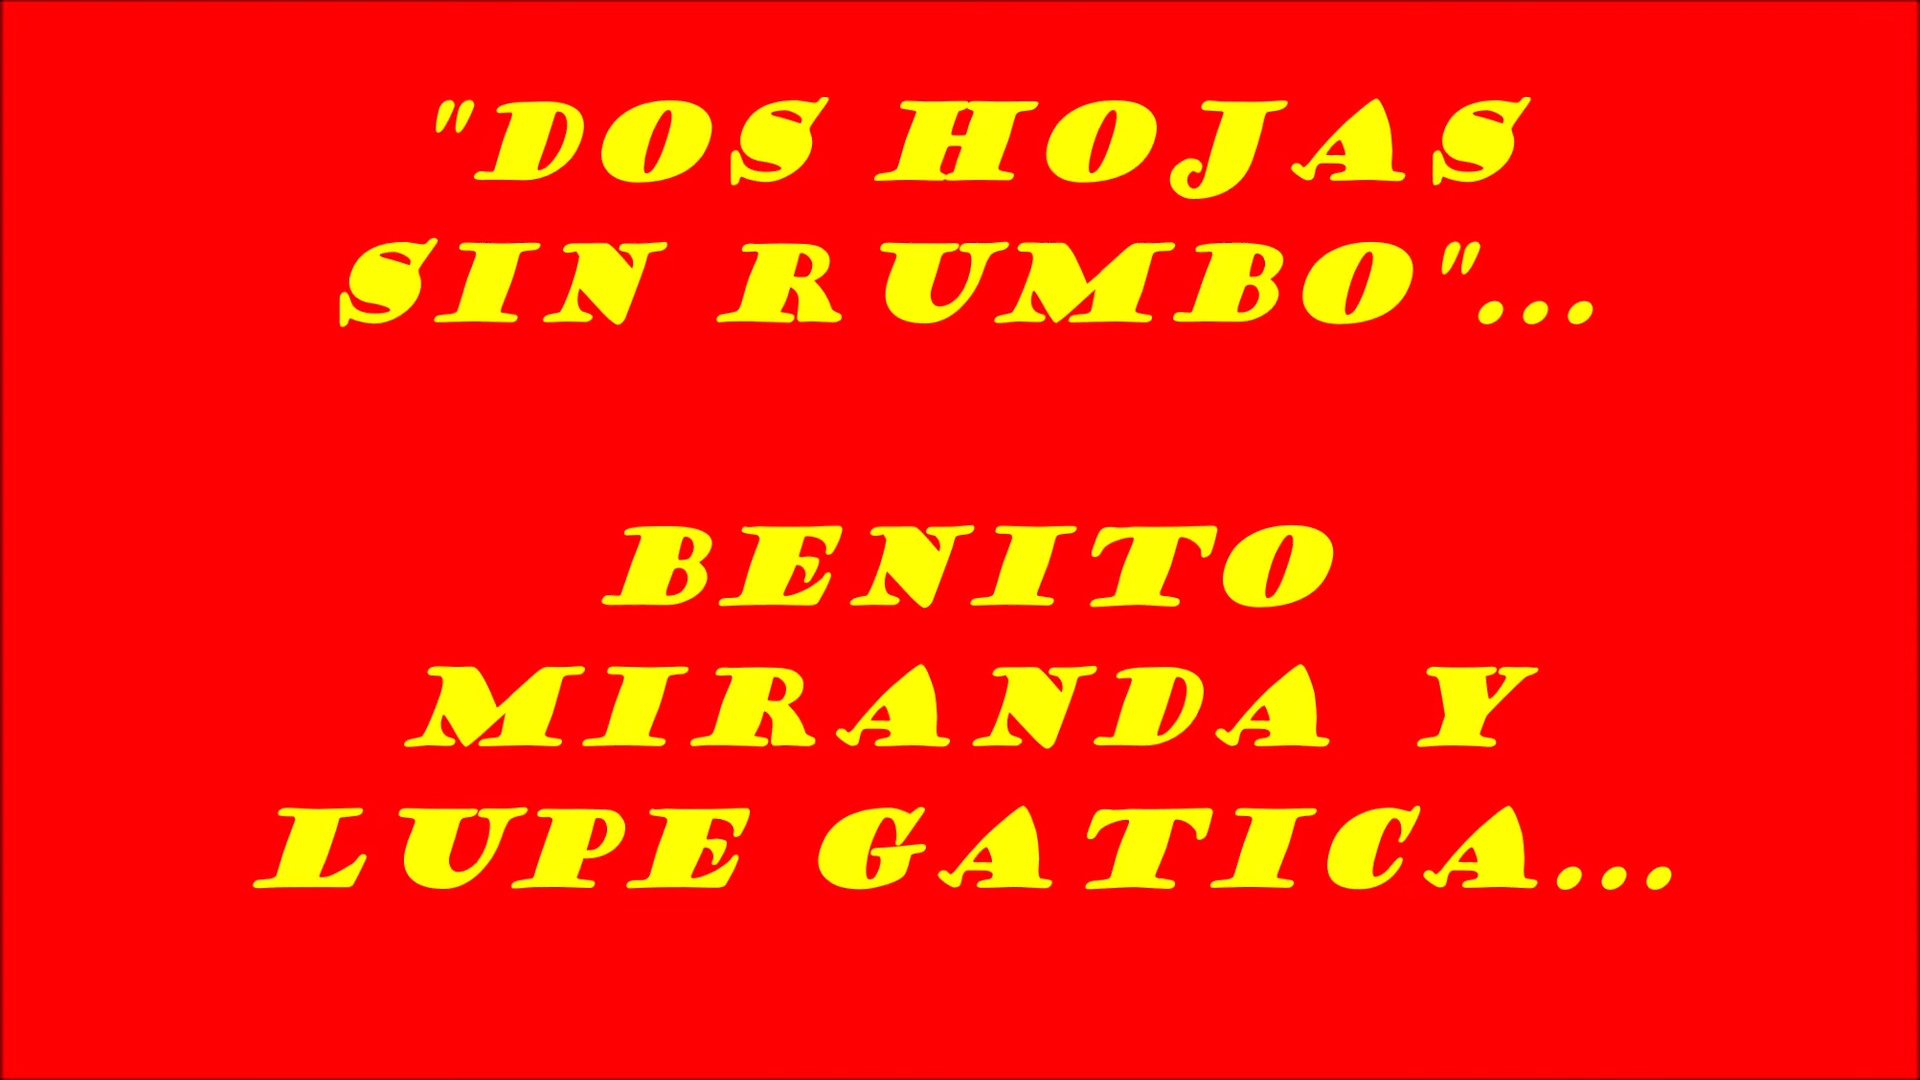 "DOS HOJAS
SIN RUMBO"...
BENITO
MIRANDA Y
LUPE GATICA...